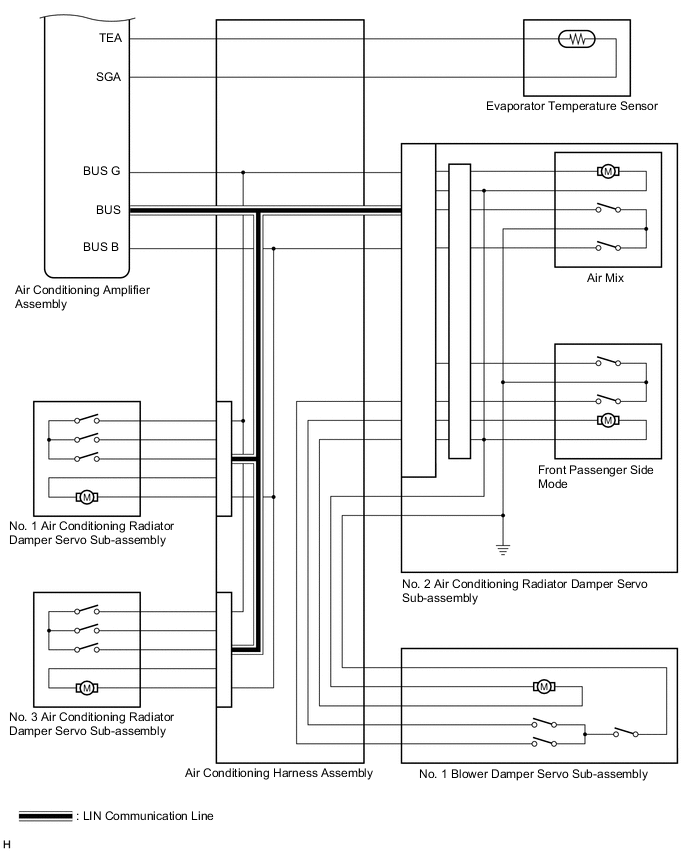 TEA
SGA
Evaporator Temperature Sensor
BUS G
M
BUS
BUS B
Air Mix
Air Conditioning Amplifier
Assembly
M
Front Passenger Side
Mode
M
No. 1 Air Conditioning Radiator
Damper Servo Sub-assembly
No. 2 Air Conditioning Radiator Damper Servo
Sub-assembly
M
M
No. 3 Air Conditioning Radiator
Damper Servo Sub-assembly
Air Conditioning Harness Assembly
No. 1 Blower Damper Servo Sub-assembly
: LIN Communication Line
H